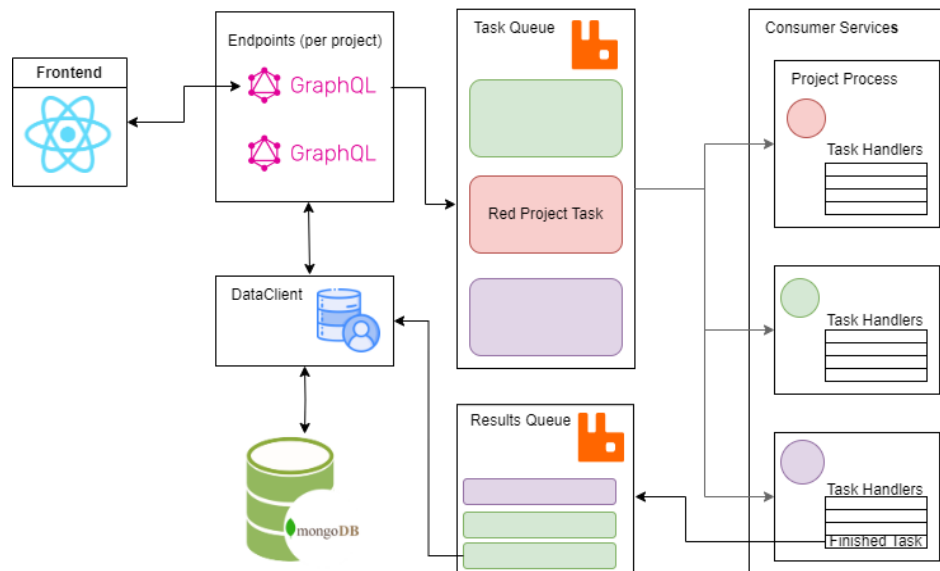 Frontend
Endpoints (per project)
GraphQL
GraphQL
Task Queue
Red Project Task
Consumer Services
Project Process
Task Handlers
DataClient
Task Handlers
Results Queue
Task Handlers
Finished Task
mongoDB